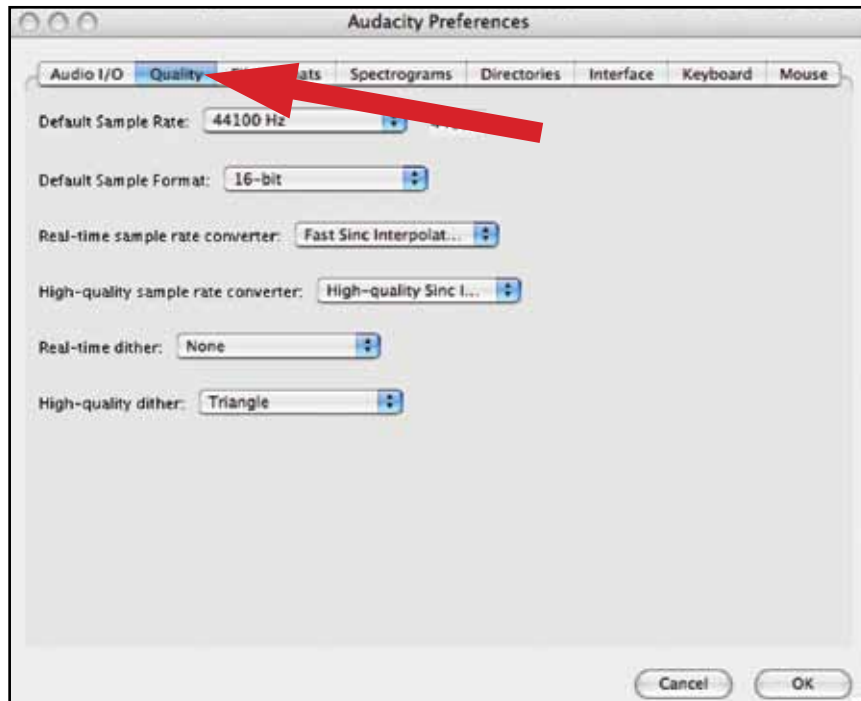 Audacity Preferences
Audio I/O Quality Spectrograms Directories Interface Keyboard Mouse
Default Sample Rate: 44100 Hz
Default Sample Format: 16-bit
Real-time sample rate converter: Fast Sinc Interpolat...
High-quality sample rate converter: High-quality Sinc I...
Real-time dither: None
High-quality dither: Triangle
Cancel OK